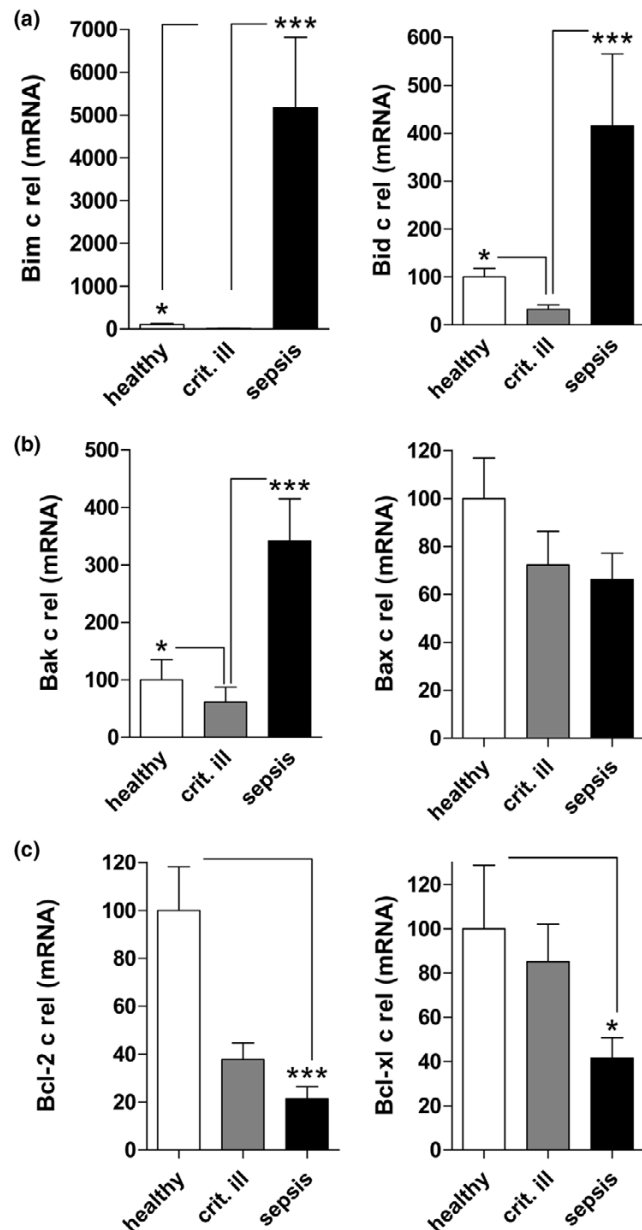 (a)
Bim c rel (mRNA)
7000
6000
5000
4000
3000
2000
1000
0
*
***
healthy
crit. ill
sepsis
Bid c rel (mRNA)
600
500
400
300
200
100
0
*
***
healthy
crit. ill
sepsis
(b)
Bak c rel (mRNA)
500
400
300
200
100
0
*
***
healthy
crit. ill
sepsis
Bax c rel (mRNA)
120
100
80
60
40
20
0
healthy
crit. ill
sepsis
(c)
Bcl-2 c rel (mRNA)
120
100
80
60
40
20
0
***
healthy
crit. ill
sepsis
Bcl-xl c rel (mRNA)
120
100
80
60
40
20
0
*
healthy
crit. ill
sepsis